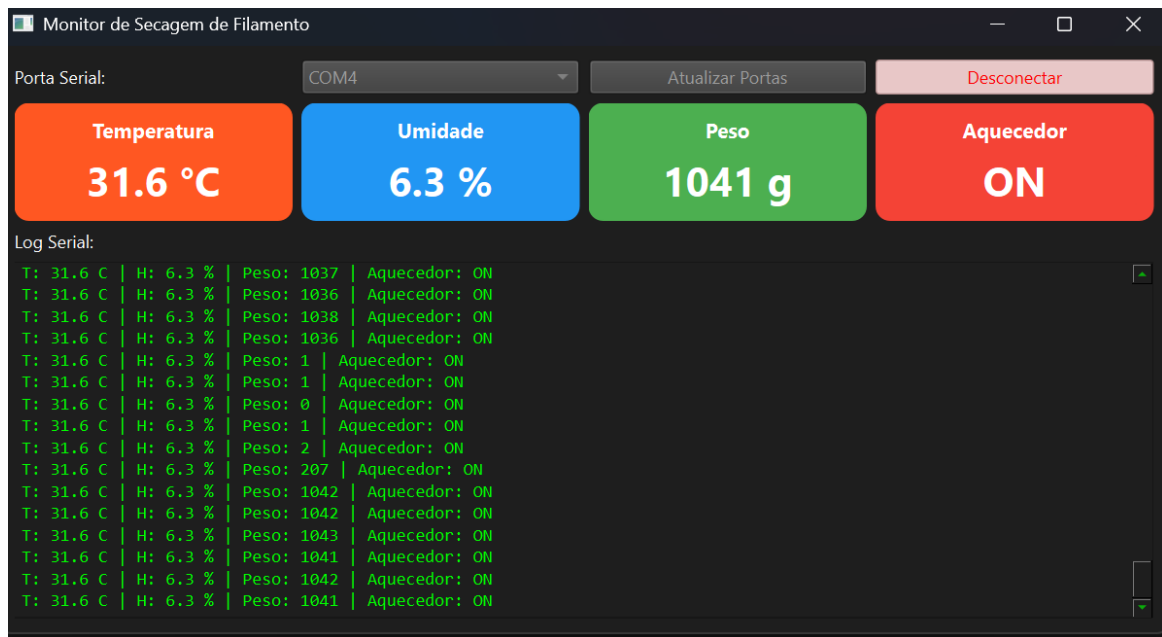 Monitor de Secagem de Filamento
Porta Serial: COM4 Atualizar Portas Desconectar
Temperatura Umidade Peso Aquecedor
31.6 °C 6.3 % 1041 g ON
Log Serial:
T: 31.6 C | H: 6.3 % | Peso: 1037 | Aquecedor: ON
T: 31.6 C | H: 6.3 % | Peso: 1036 | Aquecedor: ON
T: 31.6 C | H: 6.3 % | Peso: 1038 | Aquecedor: ON
T: 31.6 C | H: 6.3 % | Peso: 1036 | Aquecedor: ON
T: 31.6 C | H: 6.3 % | Peso: 1 | Aquecedor: ON
T: 31.6 C | H: 6.3 % | Peso: 1 | Aquecedor: ON
T: 31.6 C | H: 6.3 % | Peso: 0 | Aquecedor: ON
T: 31.6 C | H: 6.3 % | Peso: 1 | Aquecedor: ON
T: 31.6 C | H: 6.3 % | Peso: 2 | Aquecedor: ON
T: 31.6 C | H: 6.3 % | Peso: 207 | Aquecedor: ON
T: 31.6 C | H: 6.3 % | Peso: 1042 | Aquecedor: ON
T: 31.6 C | H: 6.3 % | Peso: 1042 | Aquecedor: ON
T: 31.6 C | H: 6.3 % | Peso: 1043 | Aquecedor: ON
T: 31.6 C | H: 6.3 % | Peso: 1041 | Aquecedor: ON
T: 31.6 C | H: 6.3 % | Peso: 1042 | Aquecedor: ON
T: 31.6 C | H: 6.3 % | Peso: 1041 | Aquecedor: ON